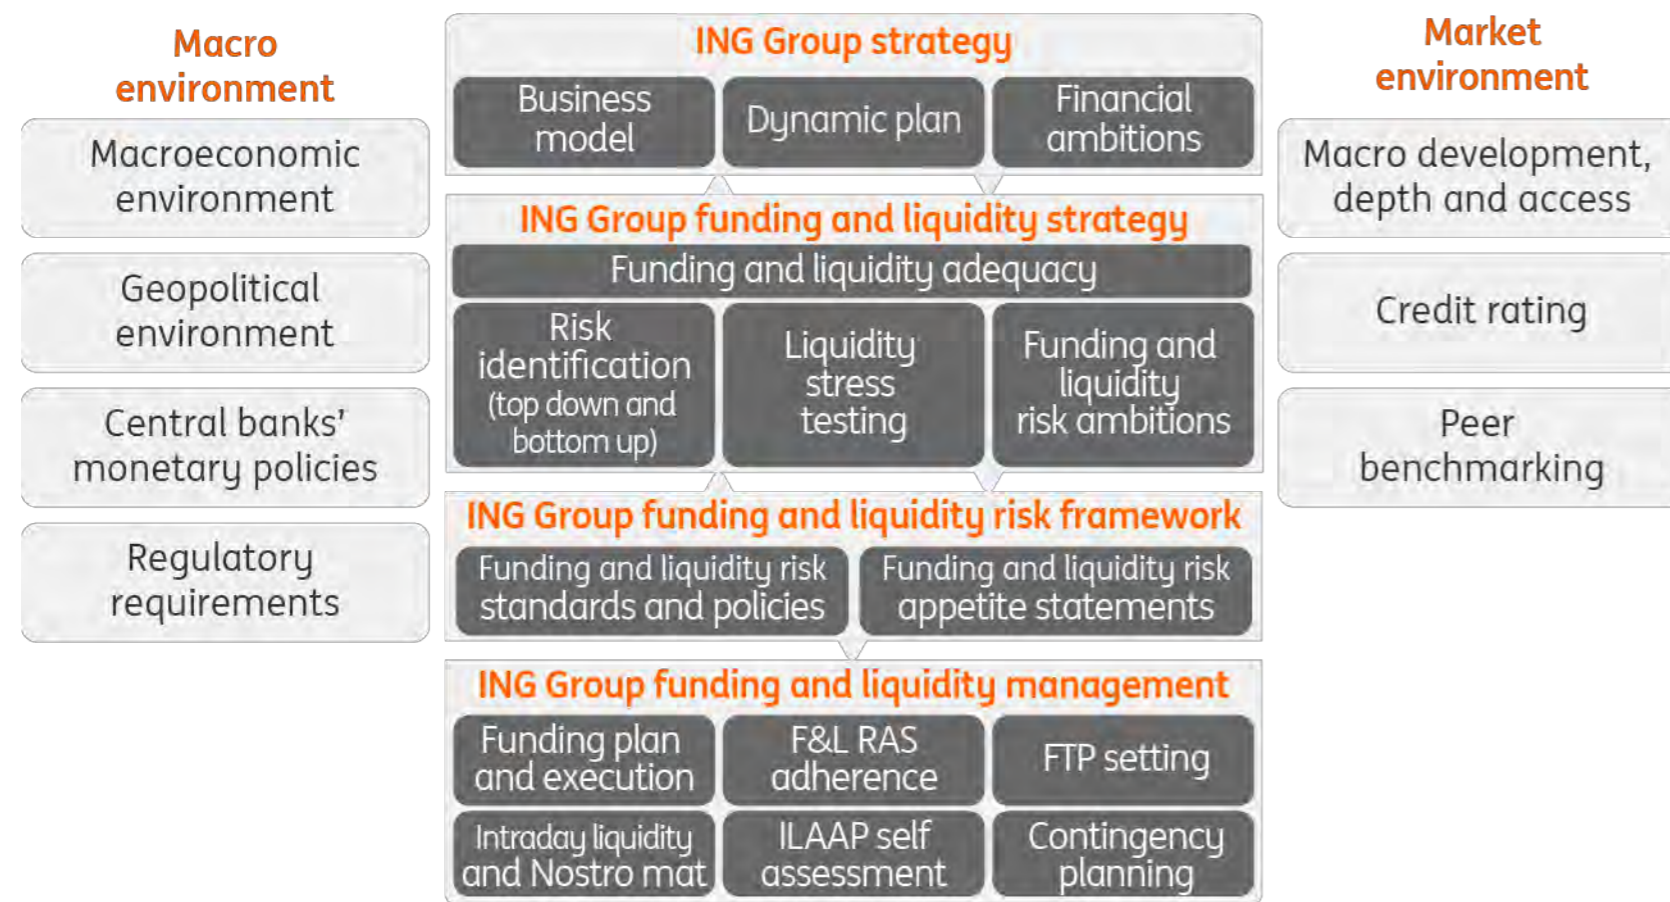 Macro
environment
Macroeconomic
environment
Geopolitical
environment
Central banks’
monetary policies
Regulatory
requirements
ING Group strategy
Business
model
Dynamic plan
Financial
ambitions
ING Group funding and liquidity strategy
Funding and liquidity adequacy
Risk
identification
(top down and
bottom up)
Liquidity
stress
testing
Funding and
liquidity
risk ambitions
ING Group funding and liquidity risk framework
Funding and liquidity risk
standards and policies
Funding and liquidity risk
appetite statements
ING Group funding and liquidity management
Funding plan
and execution
F&L RAS
adherence
FTP setting
Intraday liquidity
and Nostro mat
ILAAP self
assessment
Contingency
planning
Market
environment
Macro development,
depth and access
Credit rating
Peer
benchmarking